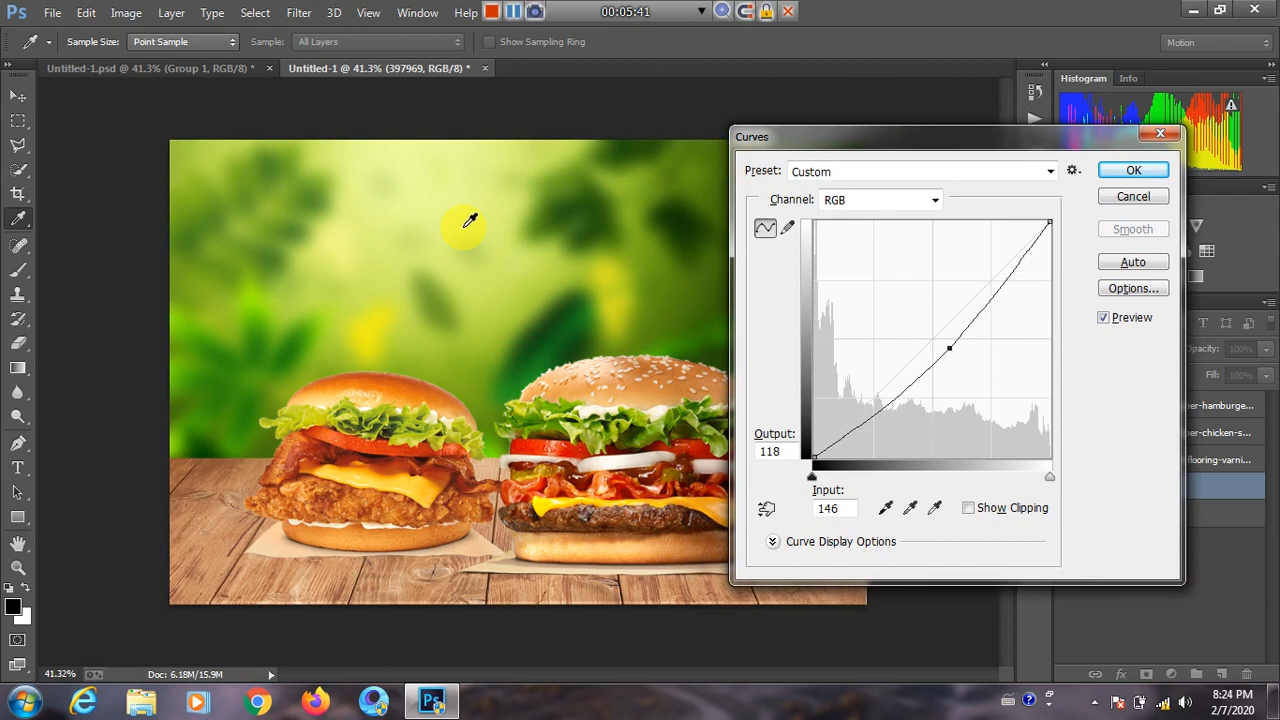 Ps File Edit Image Layer Type Select Filter 3D View Window Help 00:05:41
Sample Size: Point Sample Sample: All Layers Show Sampling Ring Motion
Untitled-1.psd @ 41.3% (Group 1, RGB/8) * Untitled-1 @ 41.3% (397969, RGB/8) *
Histogram Info
Curves
Preset: Custom
OK
Channel: RGB
Cancel
Smooth
Auto
Options...
Preview
Opacity: 100%
Fill: 100%
er-hamburge...
er-chicken-s...
flooring-varni...
Output:
118
Input:
146
Show Clipping
Curve Display Options
41.32% Doc: 6.18M/15.9M
Ps
8:24 PM
2/7/2020